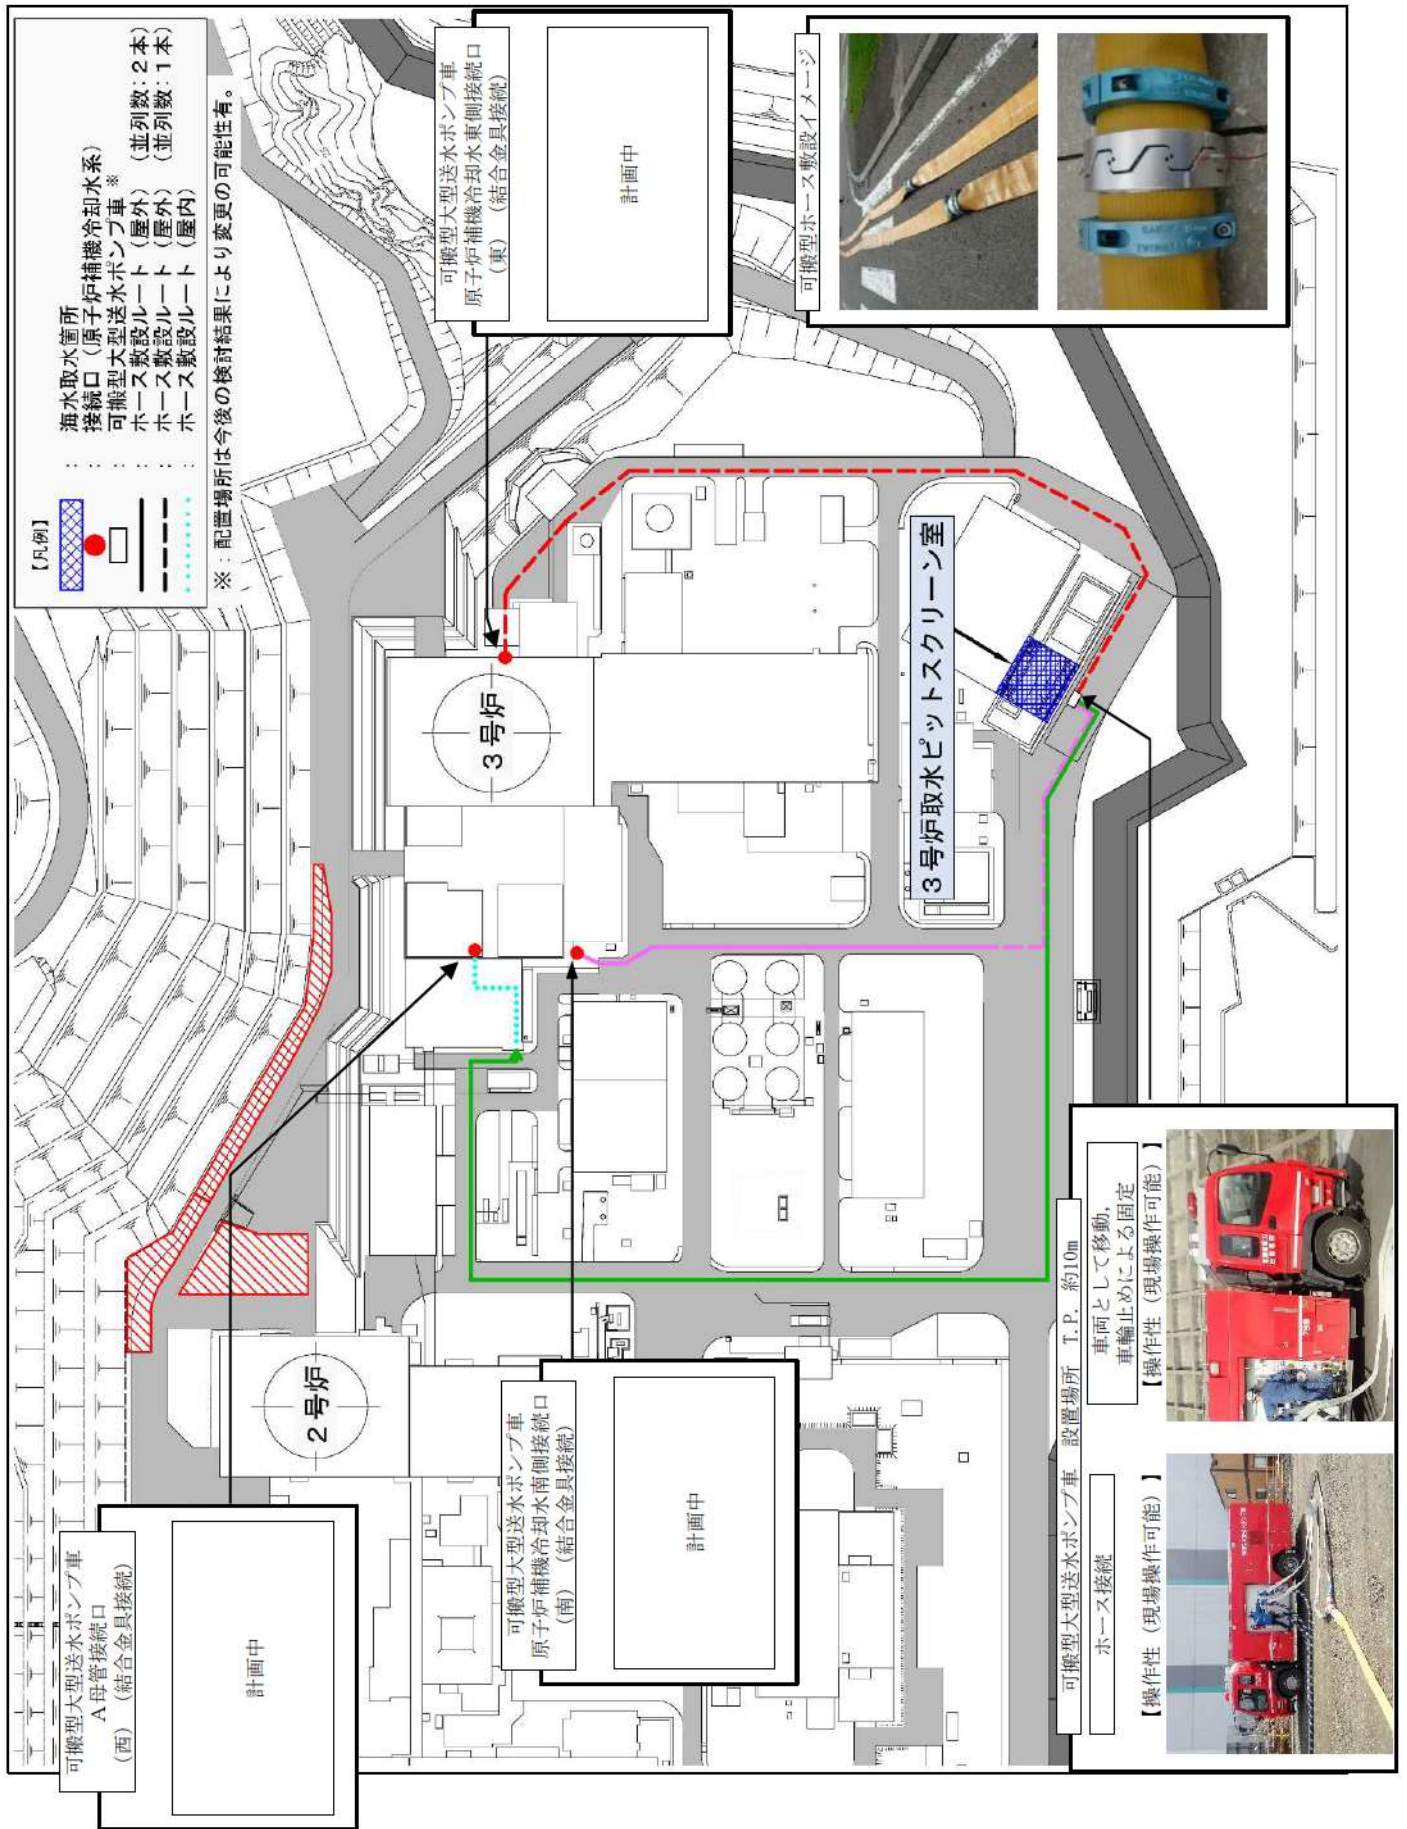 【凡例】
：海水取水箇所
：接続口（原子炉補機冷却水系）
：可搬型大型送水ポンプ車※
：ホース敷設ルート（屋外）（並列数：２本）
：ホース敷設ルート（屋外）（並列数：１本）
：ホース敷設ルート（屋内）
※：配置場所は今後の検討結果により変更の可能性有。
可搬型大型送水ポンプ車
原子炉補機冷却水東側接続口
（東）（結合金具接続）
計画中
可搬型ホース敷設イメージ
３号炉
３号炉取水ピットスクリーン室
２号炉
可搬型大型送水ポンプ車
Ａ母管接続口
（西）（結合金具接続）
計画中
可搬型大型送水ポンプ車
原子炉補機冷却水南側接続口
（南）（結合金具接続）
計画中
可搬型大型送水ポンプ車　設置場所　T.P. 約10m
ホース接続
車両として移動，
車輪止めによる固定
【操作性（現場操作可能）】
【操作性（現場操作可能）】